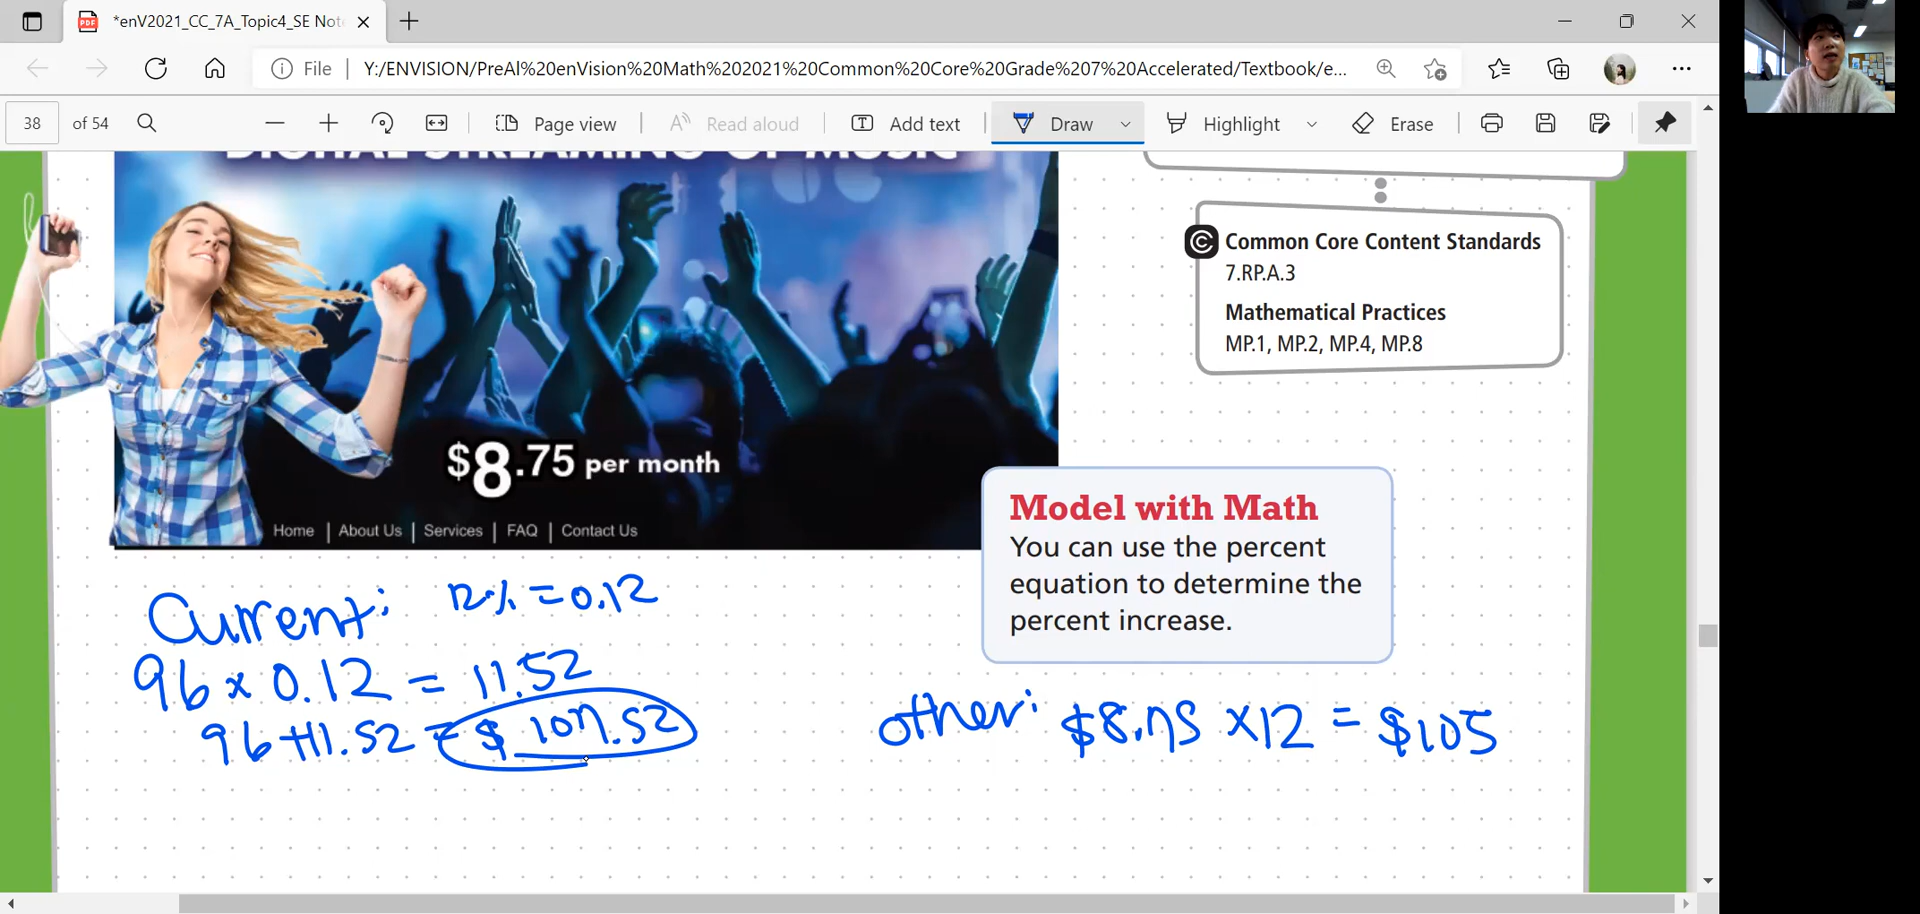 *enV2021_CC_7A_Topic4_SE Not
File
Y:/ENVISION/PreAl%20enVision%20Math%202021%20Common%20Core%20Grade%207%20Accelerated/Textbook/e...
38 of 54
Page view
Read aloud
Add text
Draw
Highlight
Erase
DIGITAL STREAMING OF MUSIC
Common Core Content Standards
7.RP.A.3
Mathematical Practices
MP.1, MP.2, MP.4, MP.8
$8.75 per month
Home | About Us | Services | FAQ | Contact Us
Model with Math
You can use the percent
equation to determine the
percent increase.
Current: 12% = 0.12
96 x 0.12 = 11.52
96 + 11.52 = $107.52
other: $8.75 x 12 = $105